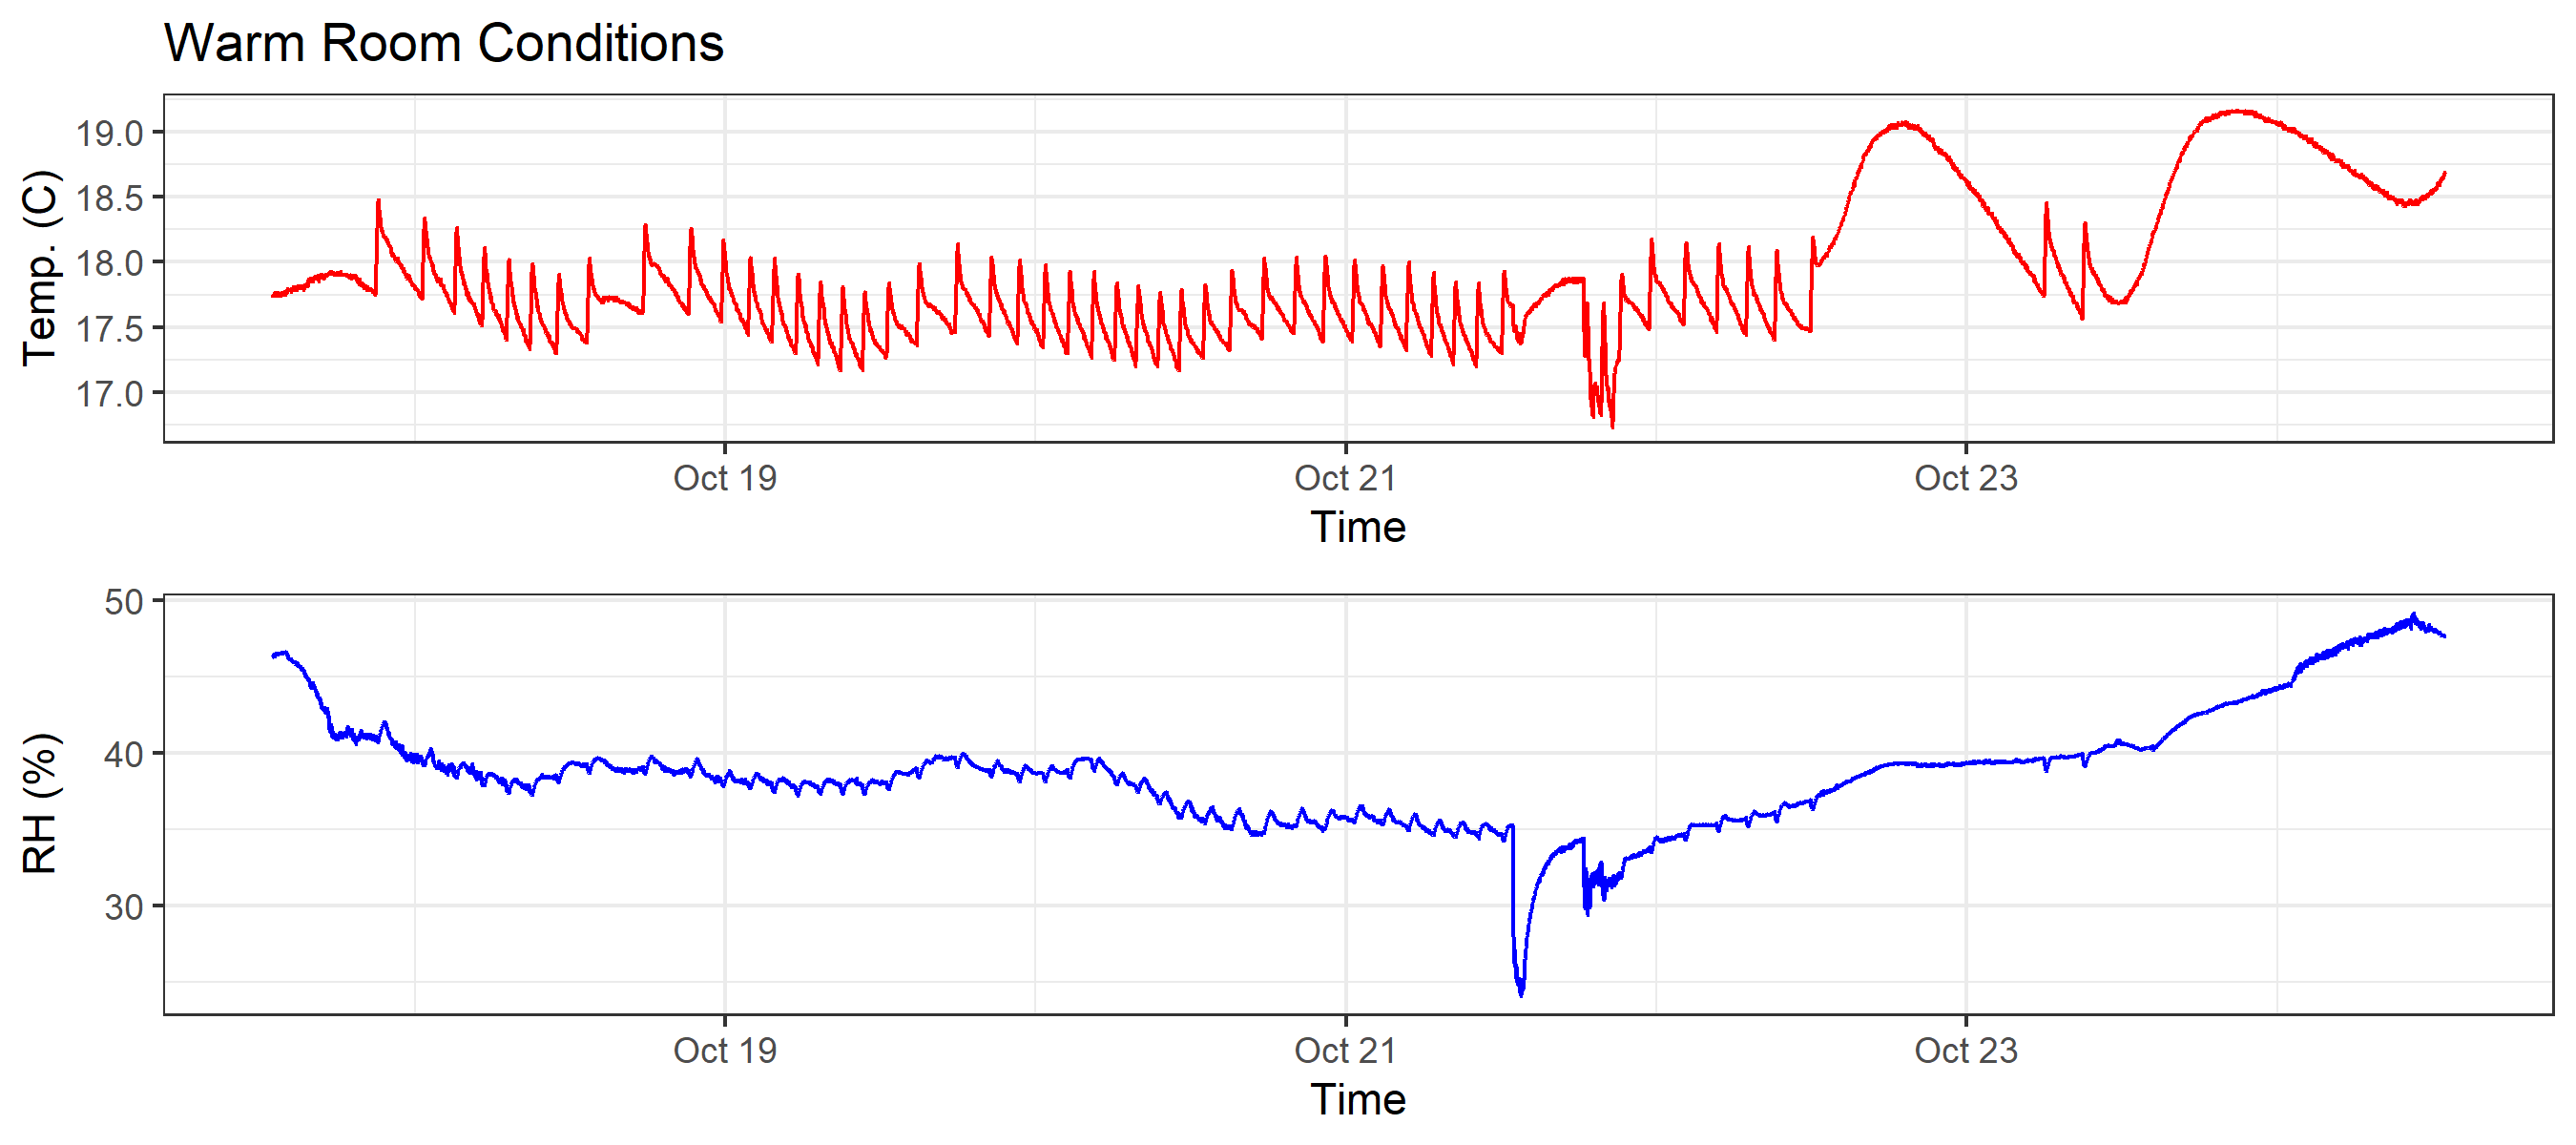 Warm Room Conditions
Temp. (C)
19.0
18.5
18.0
17.5
17.0
Oct 19 Oct 21 Oct 23
Time
RH (%)
50
40
30
Oct 19 Oct 21 Oct 23
Time